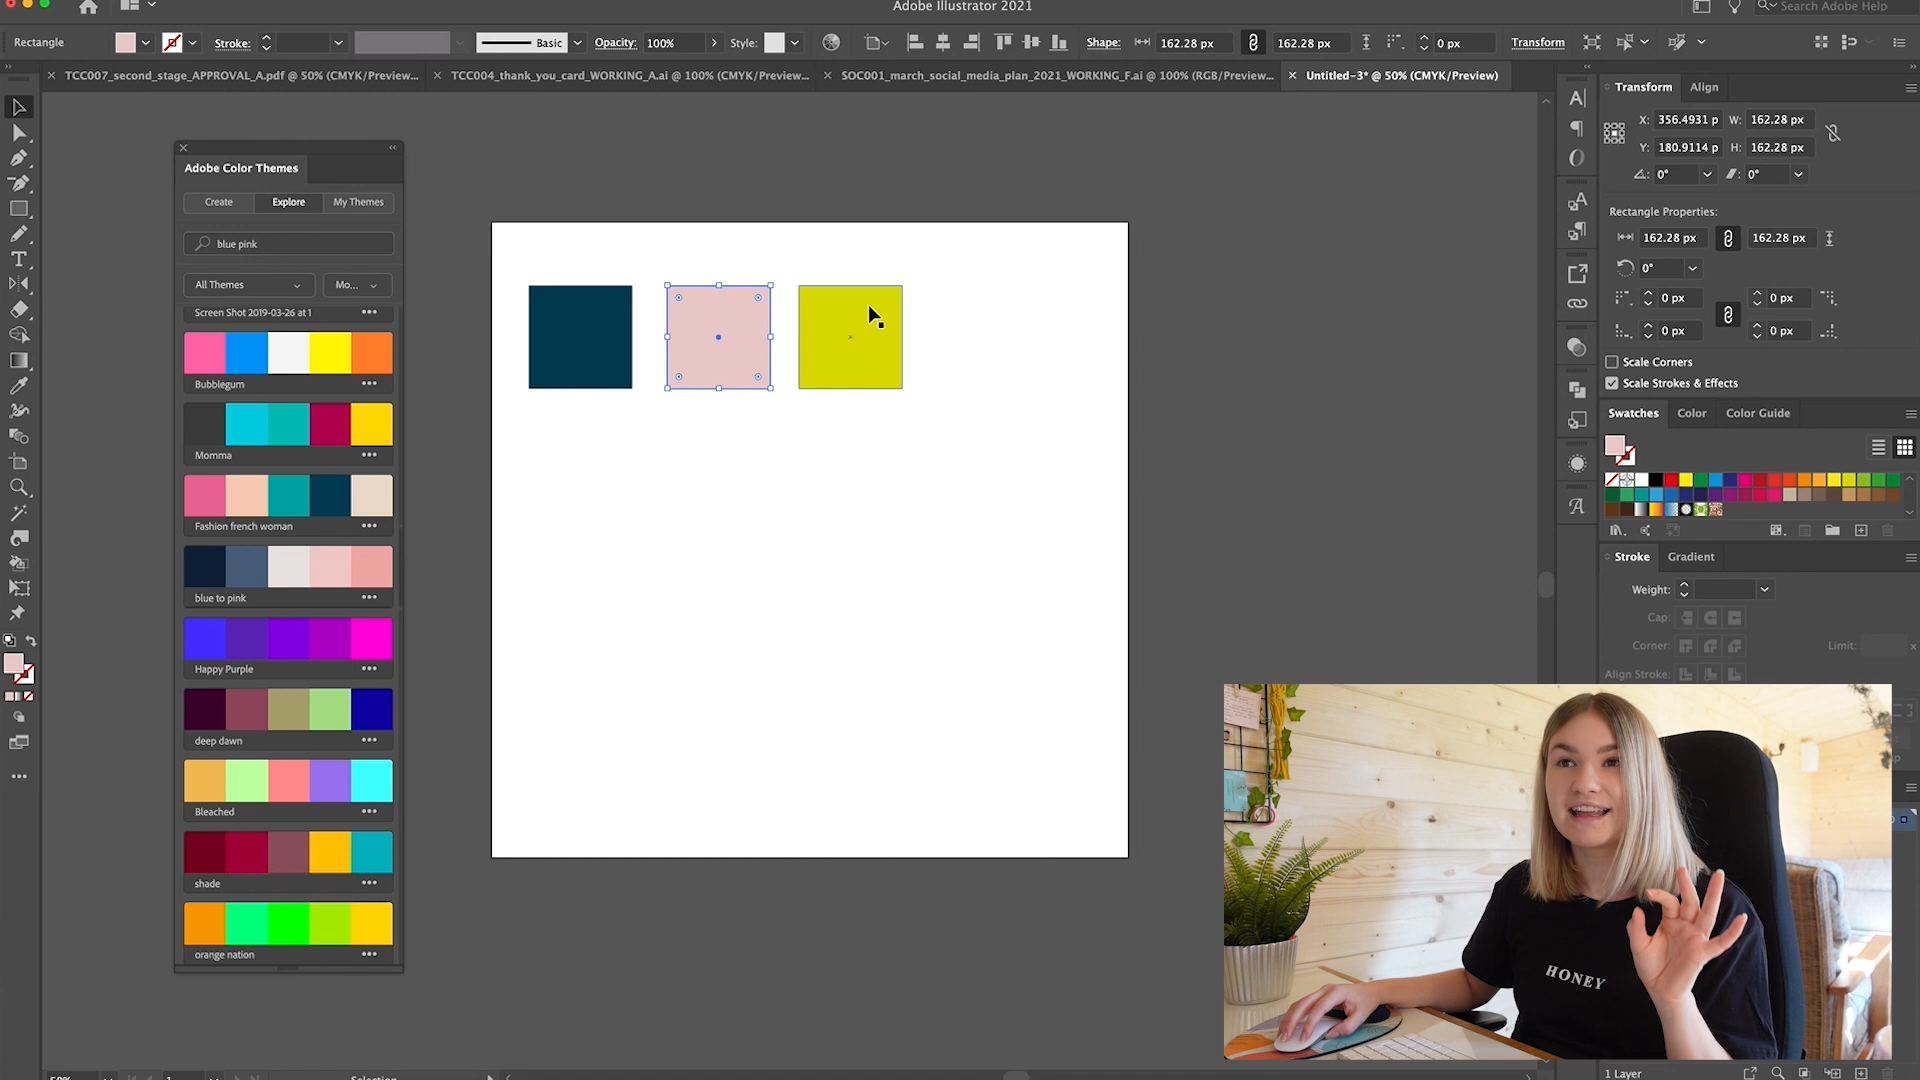 Adobe Illustrator 2021
Search Adobe Help
Rectangle
Stroke:
Basic
Opacity:
100%
Style:
Shape:
162.28 px
162.28 px
0 px
Transform
TCC007_second_stage_APPROVAL_A.pdf @ 50% (CMYK/Preview...
TCC004_thank_you_card_WORKING_A.ai @ 100% (CMYK/Preview...
SOC001_march_social_media_plan_2021_WORKING_F.ai @ 100% (RGB/Preview...
Untitled-3* @ 50% (CMYK/Preview)
Adobe Color Themes
Create
Explore
My Themes
blue pink
All Themes
Mo...
Screen Shot 2019-03-26 at 1
Bubblegum
Momma
Fashion french woman
blue to pink
Happy Purple
deep dawn
Bleached
shade
orange nation
Transform
Align
X:
356.4931 p
W:
162.28 px
Y:
180.9114 p
H:
162.28 px
0°
0°
Rectangle Properties:
162.28 px
162.28 px
0°
0 px
0 px
0 px
0 px
Scale Corners
Scale Strokes & Effects
Swatches
Color
Color Guide
Stroke
Gradient
Weight:
Cap:
Corner:
Limit:
x
Align Stroke:
HONEY
1 Layer
50%
1
Selection